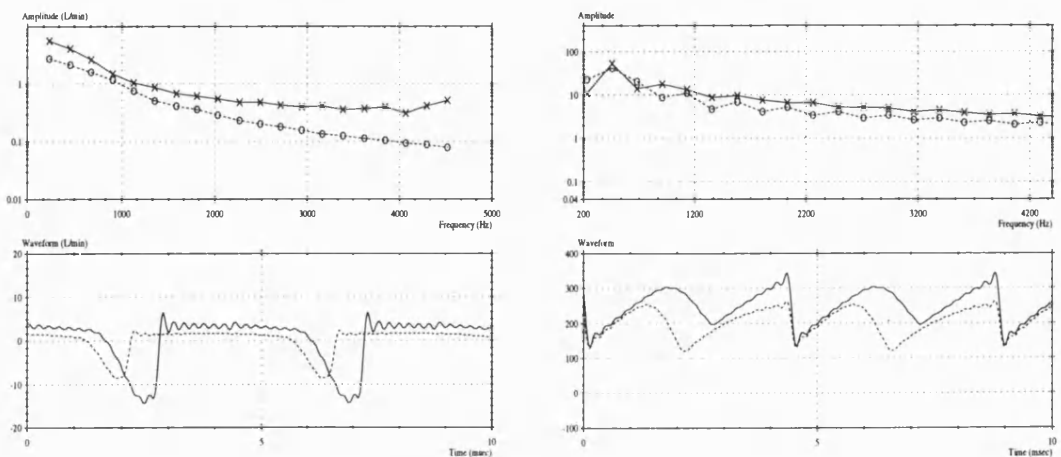 Amplitude (L/min)
1
0.1
0.01
0 1000 2000 3000 4000 5000
Frequency (Hz)
Amplitude
100
10
1
0.1
0.04
200 1200 2200 3200 4200
Frequency (Hz)
Waveform (L/min)
20
10
0
-10
-20
0 5 10
Time (msec)
Waveform
400
300
200
100
0
-100
0 5 10
Time (msec)